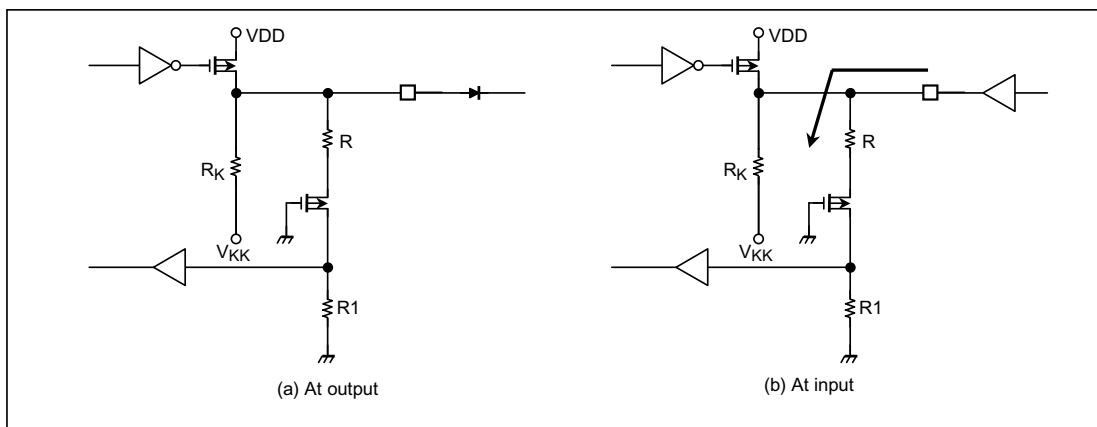 VDD
R
RK
VKK
R1
(a) At output
VDD
R
RK
VKK
R1
(b) At input